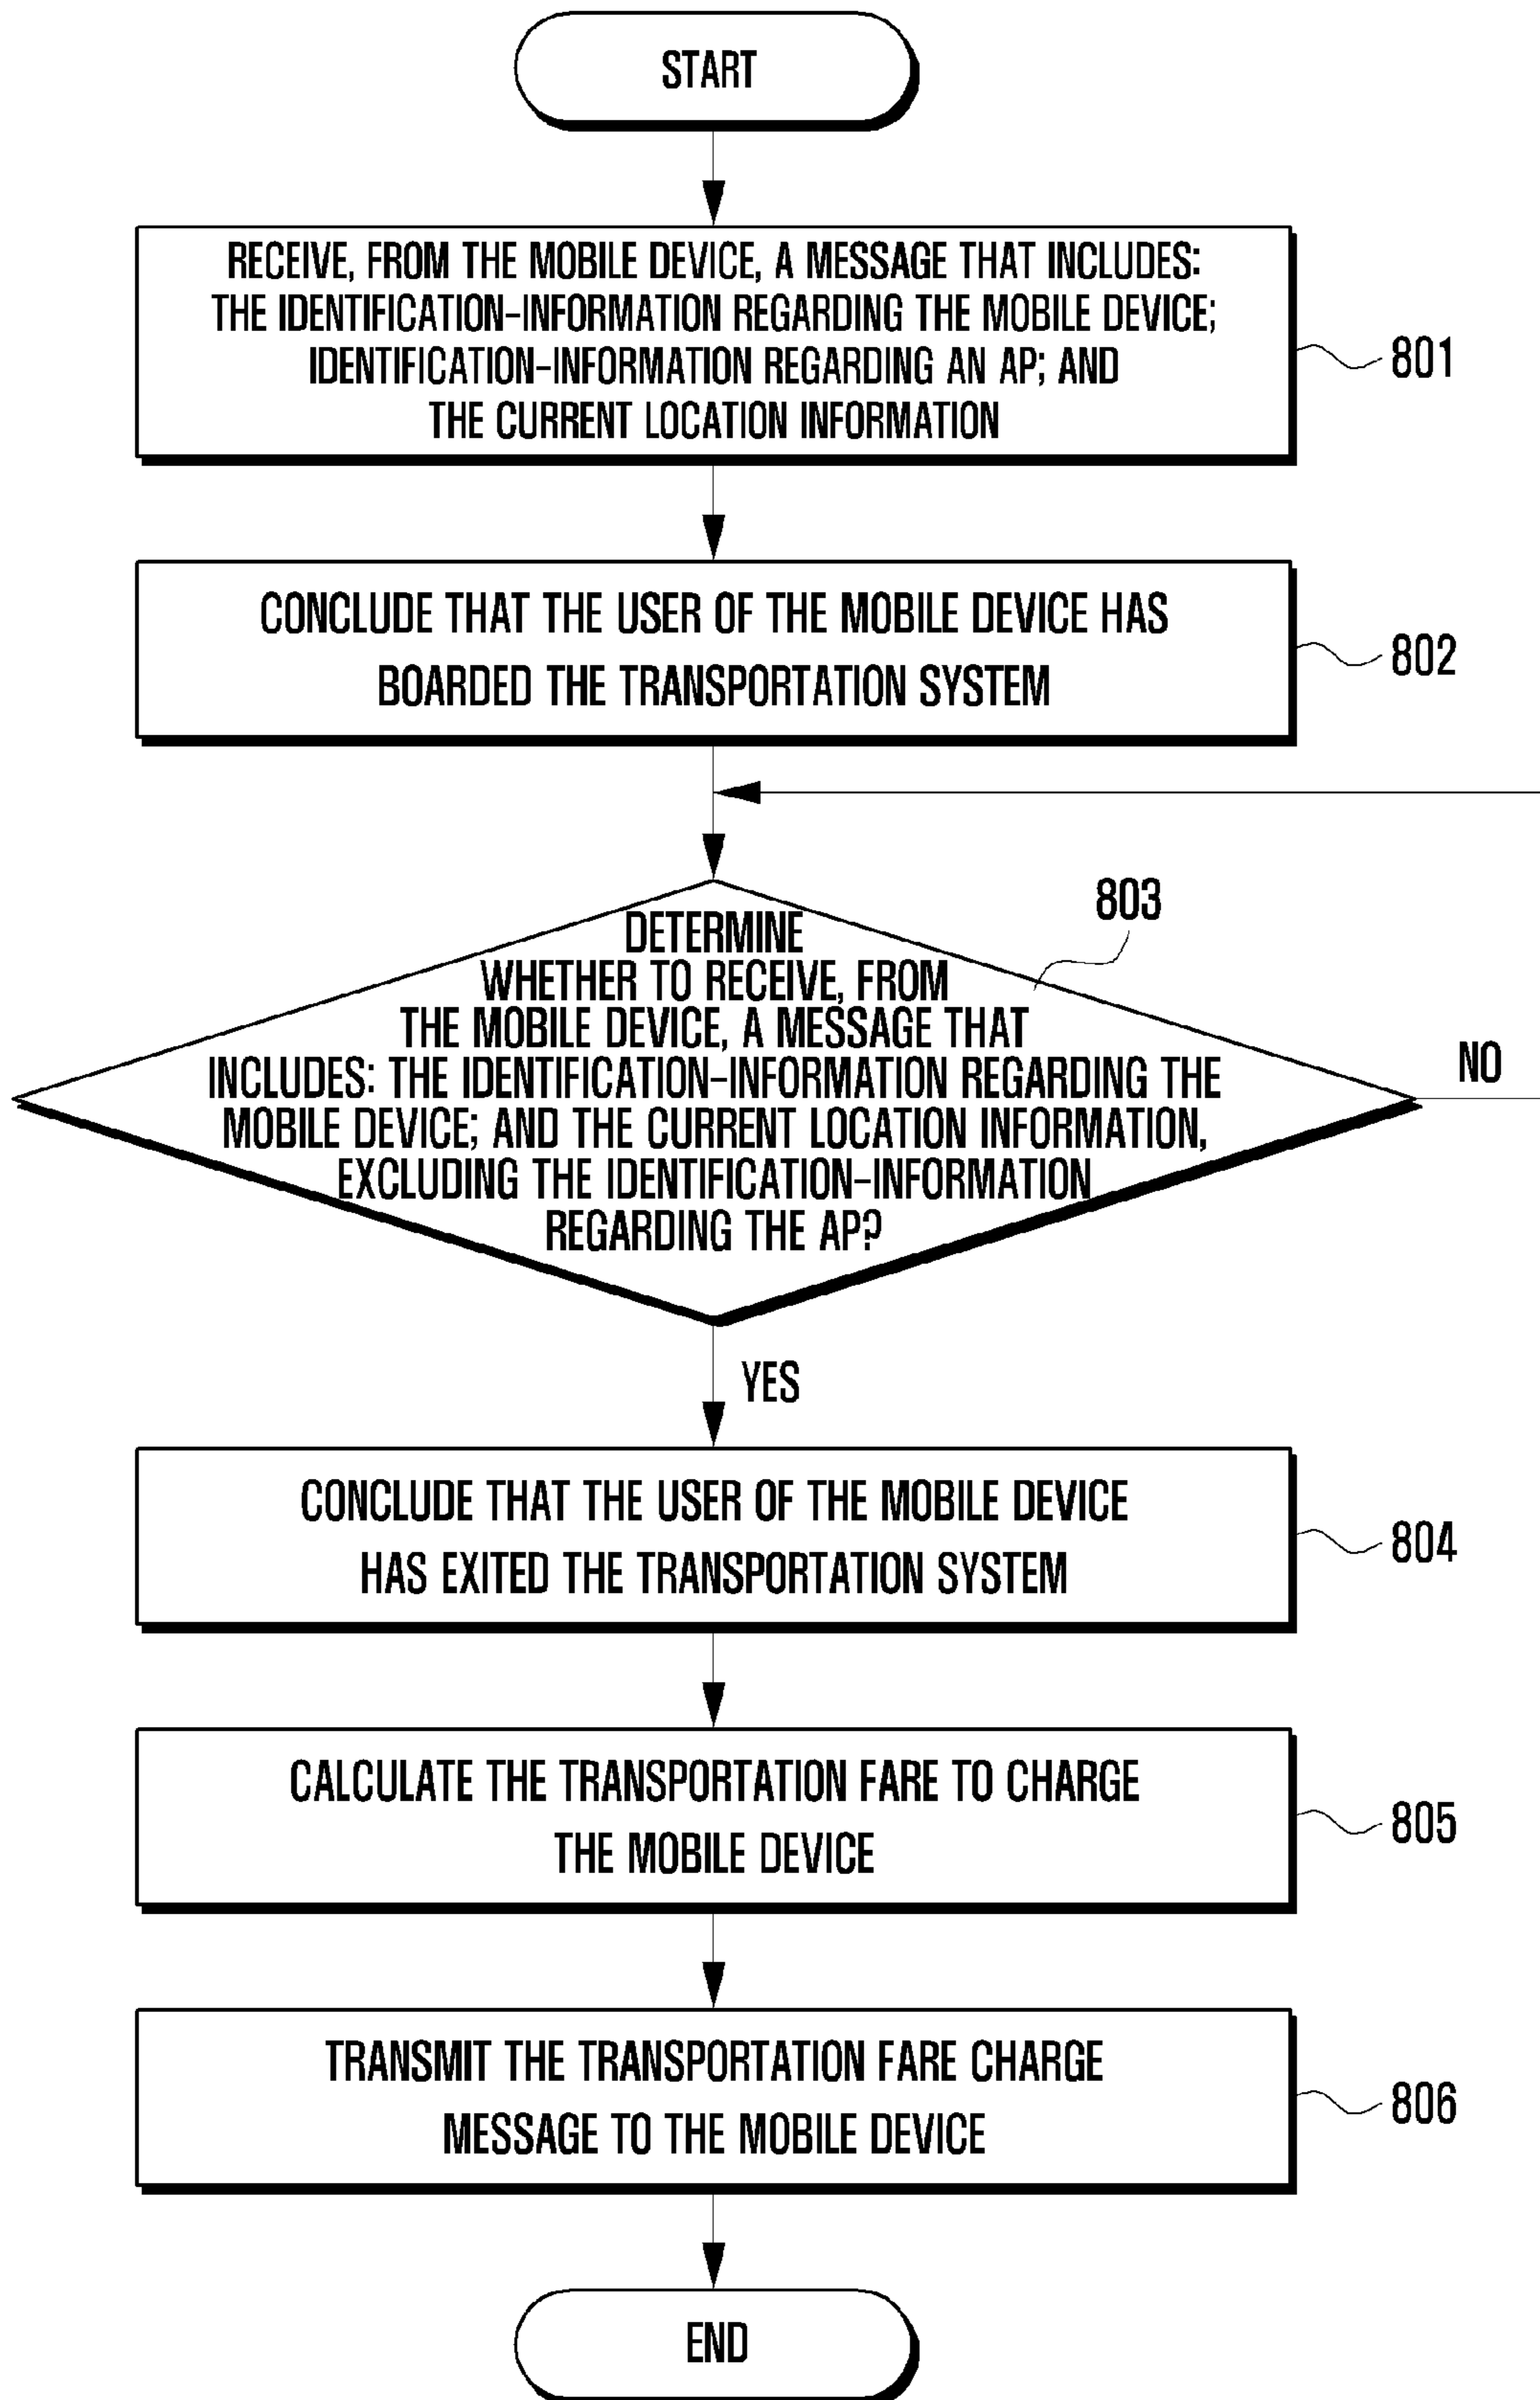 START
RECEIVE, FROM THE MOBILE DEVICE, A MESSAGE THAT INCLUDES:
THE IDENTIFICATION-INFORMATION REGARDING THE MOBILE DEVICE;
IDENTIFICATION-INFORMATION REGARDING AN AP; AND
THE CURRENT LOCATION INFORMATION
801
CONCLUDE THAT THE USER OF THE MOBILE DEVICE HAS
BOARDED THE TRANSPORTATION SYSTEM
802
803
DETERMINE
WHETHER TO RECEIVE, FROM
THE MOBILE DEVICE, A MESSAGE THAT
INCLUDES: THE IDENTIFICATION-INFORMATION REGARDING THE
MOBILE DEVICE; AND THE CURRENT LOCATION INFORMATION,
EXCLUDING THE IDENTIFICATION-INFORMATION
REGARDING THE AP?
NO
YES
CONCLUDE THAT THE USER OF THE MOBILE DEVICE
HAS EXITED THE TRANSPORTATION SYSTEM
804
CALCULATE THE TRANSPORTATION FARE TO CHARGE
THE MOBILE DEVICE
805
TRANSMIT THE TRANSPORTATION FARE CHARGE
MESSAGE TO THE MOBILE DEVICE
806
END